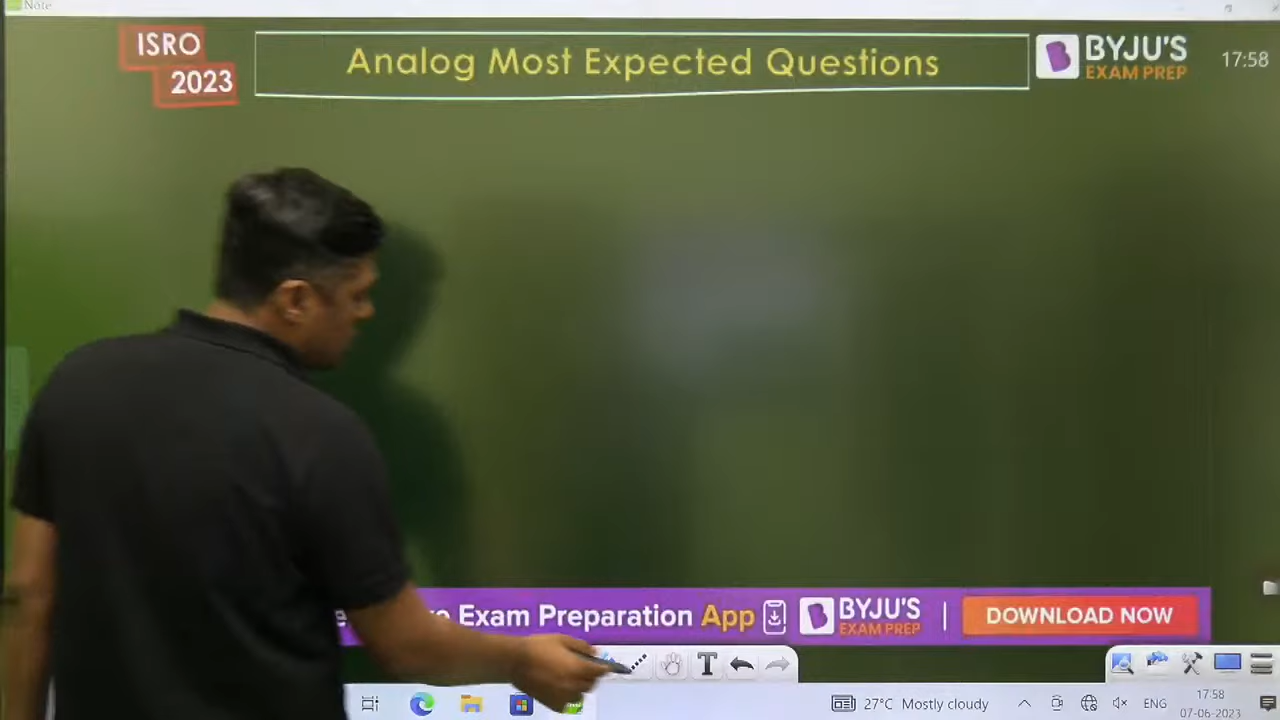 Note
ISRO
2023
Analog Most Expected Questions
BYJU'S
EXAM PREP
17:58
Exam Preparation App
BYJU'S
EXAM PREP
DOWNLOAD NOW
T
27°C Mostly cloudy
ENG
17:58
07-06-2023